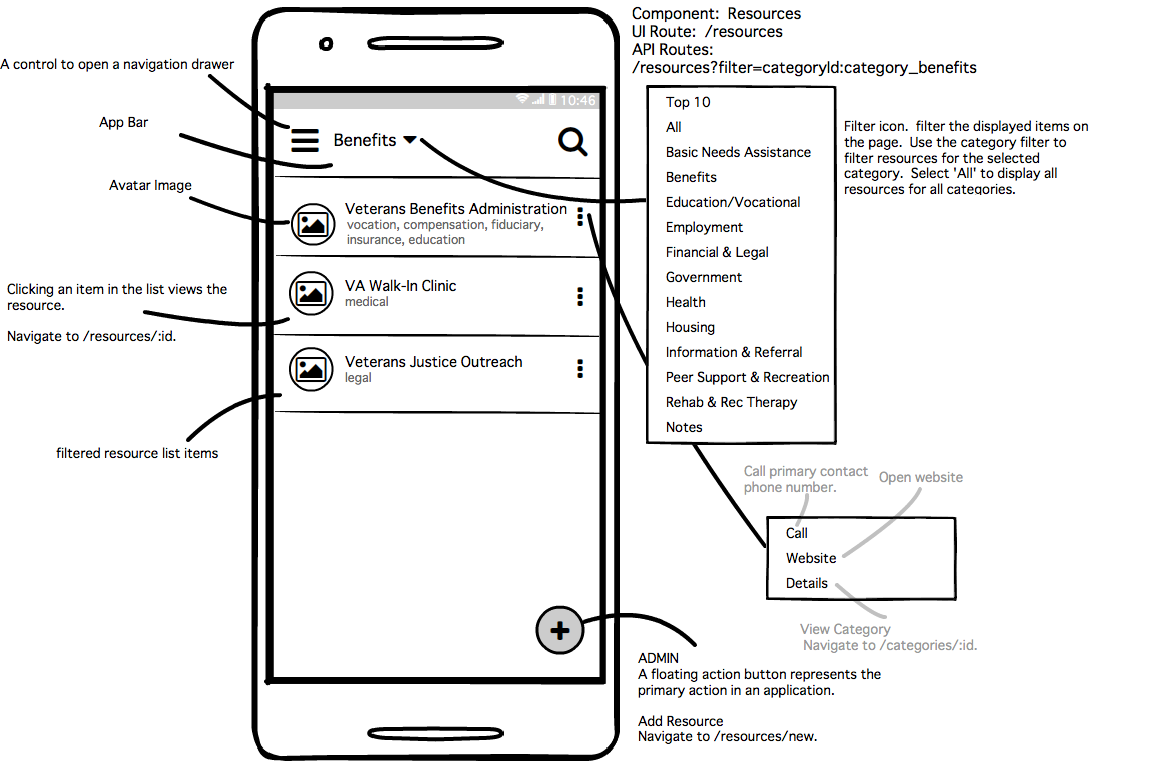 Component:  Resources
UI Route:  /resources
API Routes:
/resources?filter=categoryId:category_benefits
A control to open a navigation drawer
App Bar
Avatar Image
Clicking an item in the list views the
resource.
Navigate to /resources/:id.
filtered resource list items
10:46
Benefits
Veterans Benefits Administration
vocation, compensation, fiduciary,
insurance, education
VA Walk-In Clinic
medical
Veterans Justice Outreach
legal
Top 10
All
Basic Needs Assistance
Benefits
Education/Vocational
Employment
Financial & Legal
Government
Health
Housing
Information & Referral
Peer Support & Recreation
Rehab & Rec Therapy
Notes
Filter icon.  filter the displayed items on
the page.  Use the category filter to
filter resources for the selected
category.  Select 'All' to display all
resources for all categories.
Call primary contact
phone number.
Open website
Call
Website
Details
View Category
Navigate to /categories/:id.
ADMIN
A floating action button represents the
primary action in an application.
Add Resource
Navigate to /resources/new.